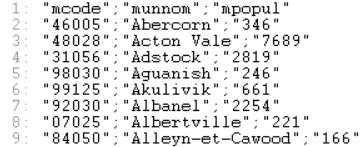 1: "mcode";"munnom";"mpopul"
2: "46005";"Abercorn";"346"
3: "48028";"Acton Vale";"7689"
4: "31056";"Adstock";"2819"
5: "98030";"Aguanish";"246"
6: "99125";"Akulivik";"661"
7: "92030";"Albanel";"2254"
8: "07025";"Albertville";"221"
9: "84050";"Alleyn-et-Cawood";"166"